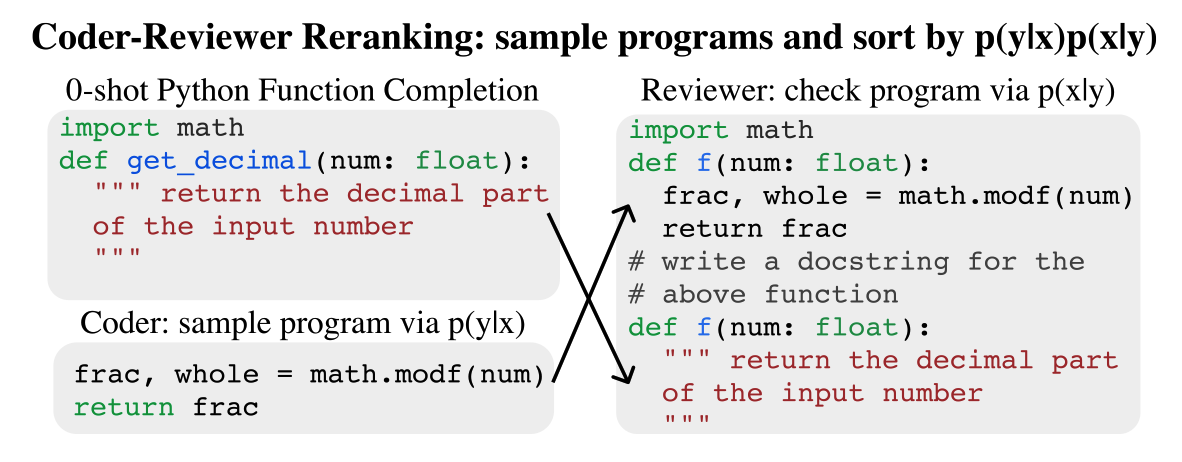 Coder-Reviewer Reranking: sample programs and sort by p(y|x)p(x|y)
0-shot Python Function Completion
import math
def get_decimal(num: float):
  """ return the decimal part
  of the input number
  """
Coder: sample program via p(y|x)
frac, whole = math.modf(num)
return frac
Reviewer: check program via p(x|y)
import math
def f(num: float):
  frac, whole = math.modf(num)
  return frac
# write a docstring for the
# above function
def f(num: float):
  """ return the decimal part
  of the input number
  """